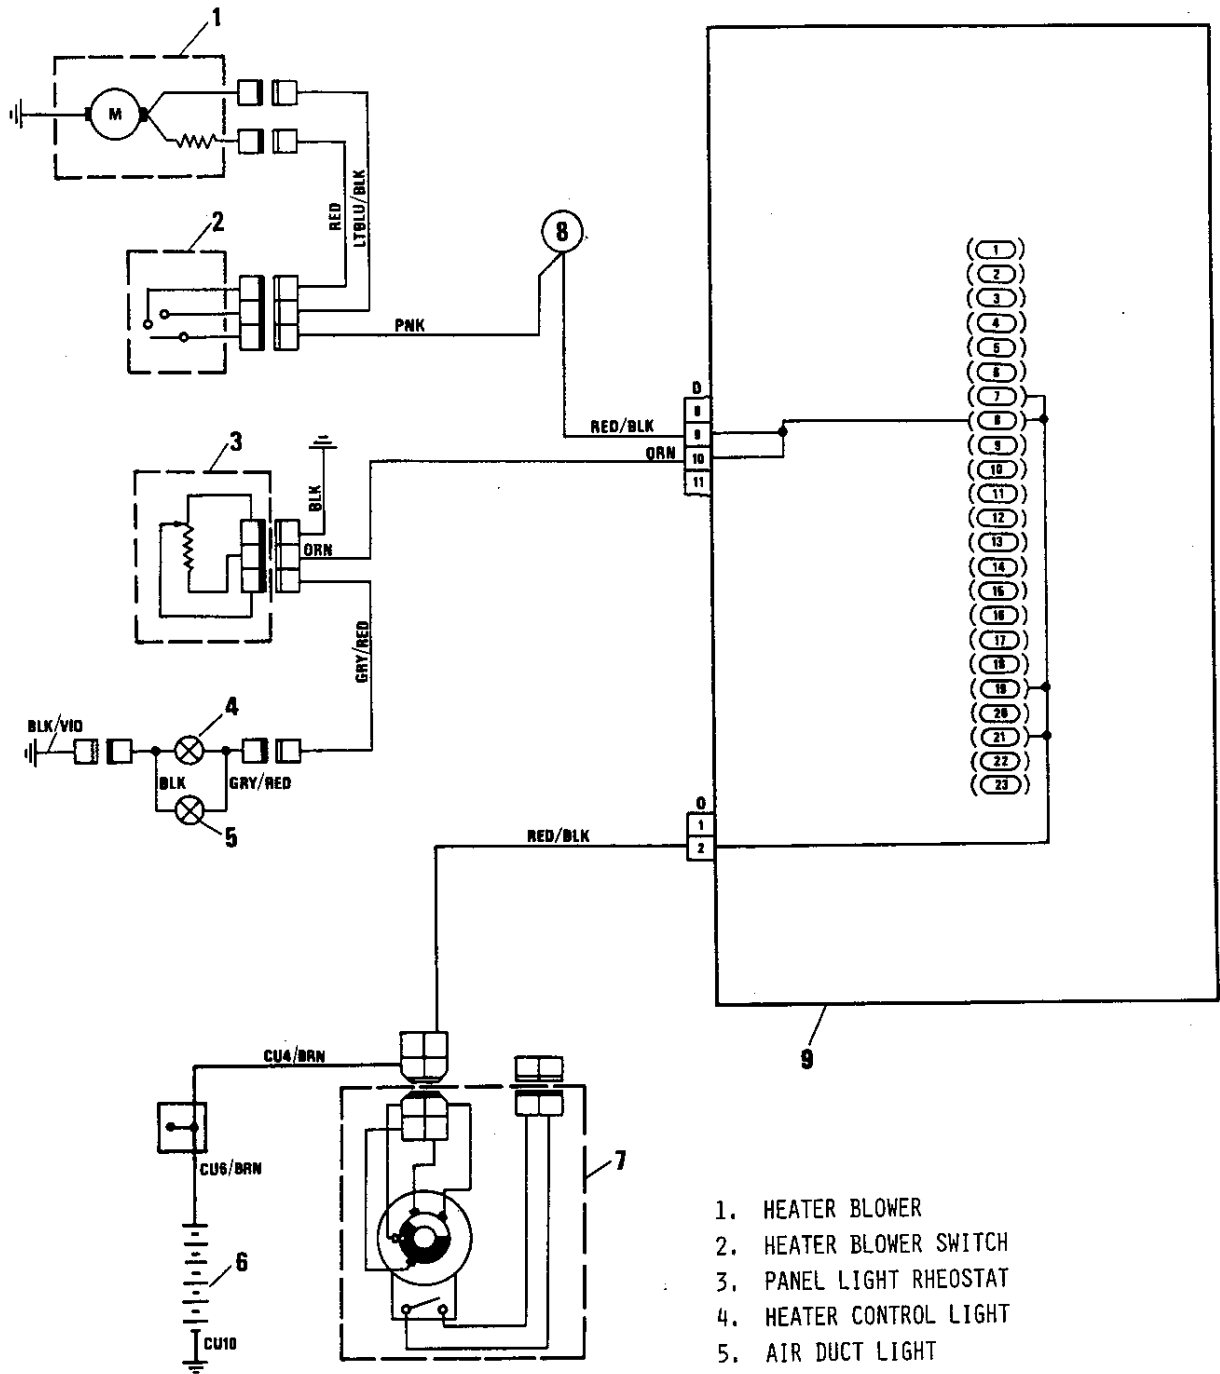 1
M
RED
LTBLU/BLK
2
8
PNK
1
2
3
4
5
6
7
8
9
10
11
12
13
14
15
16
17
18
19
20
21
22
23
D
8
9
10
11
RED/BLK
ORN
3
BLK
ORN
GRY/RED
4
BLK/VIO
BLK
GRY/RED
5
O
1
2
RED/BLK
9
CU4/BRN
CU6/BRN
7
6
CU10
1. HEATER BLOWER
2. HEATER BLOWER SWITCH
3. PANEL LIGHT RHEOSTAT
4. HEATER CONTROL LIGHT
5. AIR DUCT LIGHT